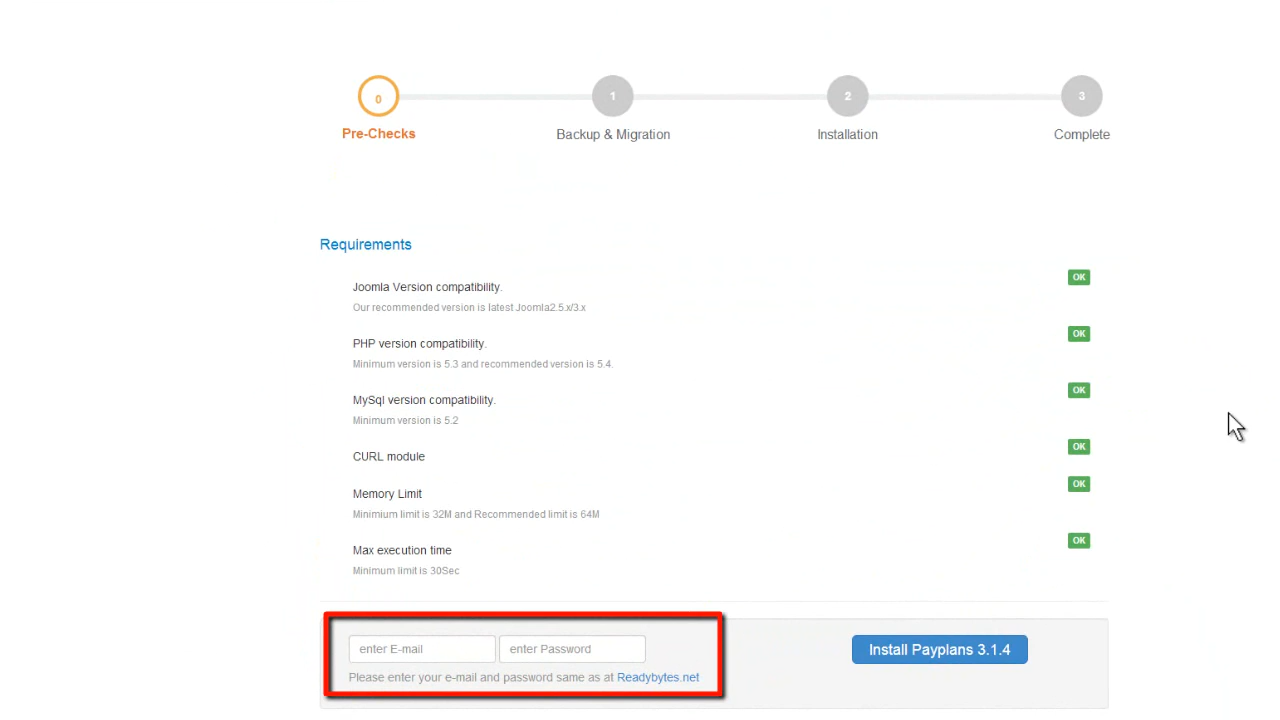 0
1
2
3
Pre-Checks
Backup & Migration
Installation
Complete
Requirements
Joomla Version compatibility.
OK
Our recommended version is latest Joomla2.5.x/3.x
PHP version compatibility.
OK
Minimum version is 5.3 and recommended version is 5.4.
MySql version compatibility.
OK
Minimum version is 5.2
CURL module
OK
Memory Limit
OK
Minimium limit is 32M and Recommended limit is 64M
Max execution time
OK
Minimum limit is 30Sec
enter E-mail
enter Password
Install Payplans 3.1.4
Please enter your e-mail and password same as at Readybytes.net